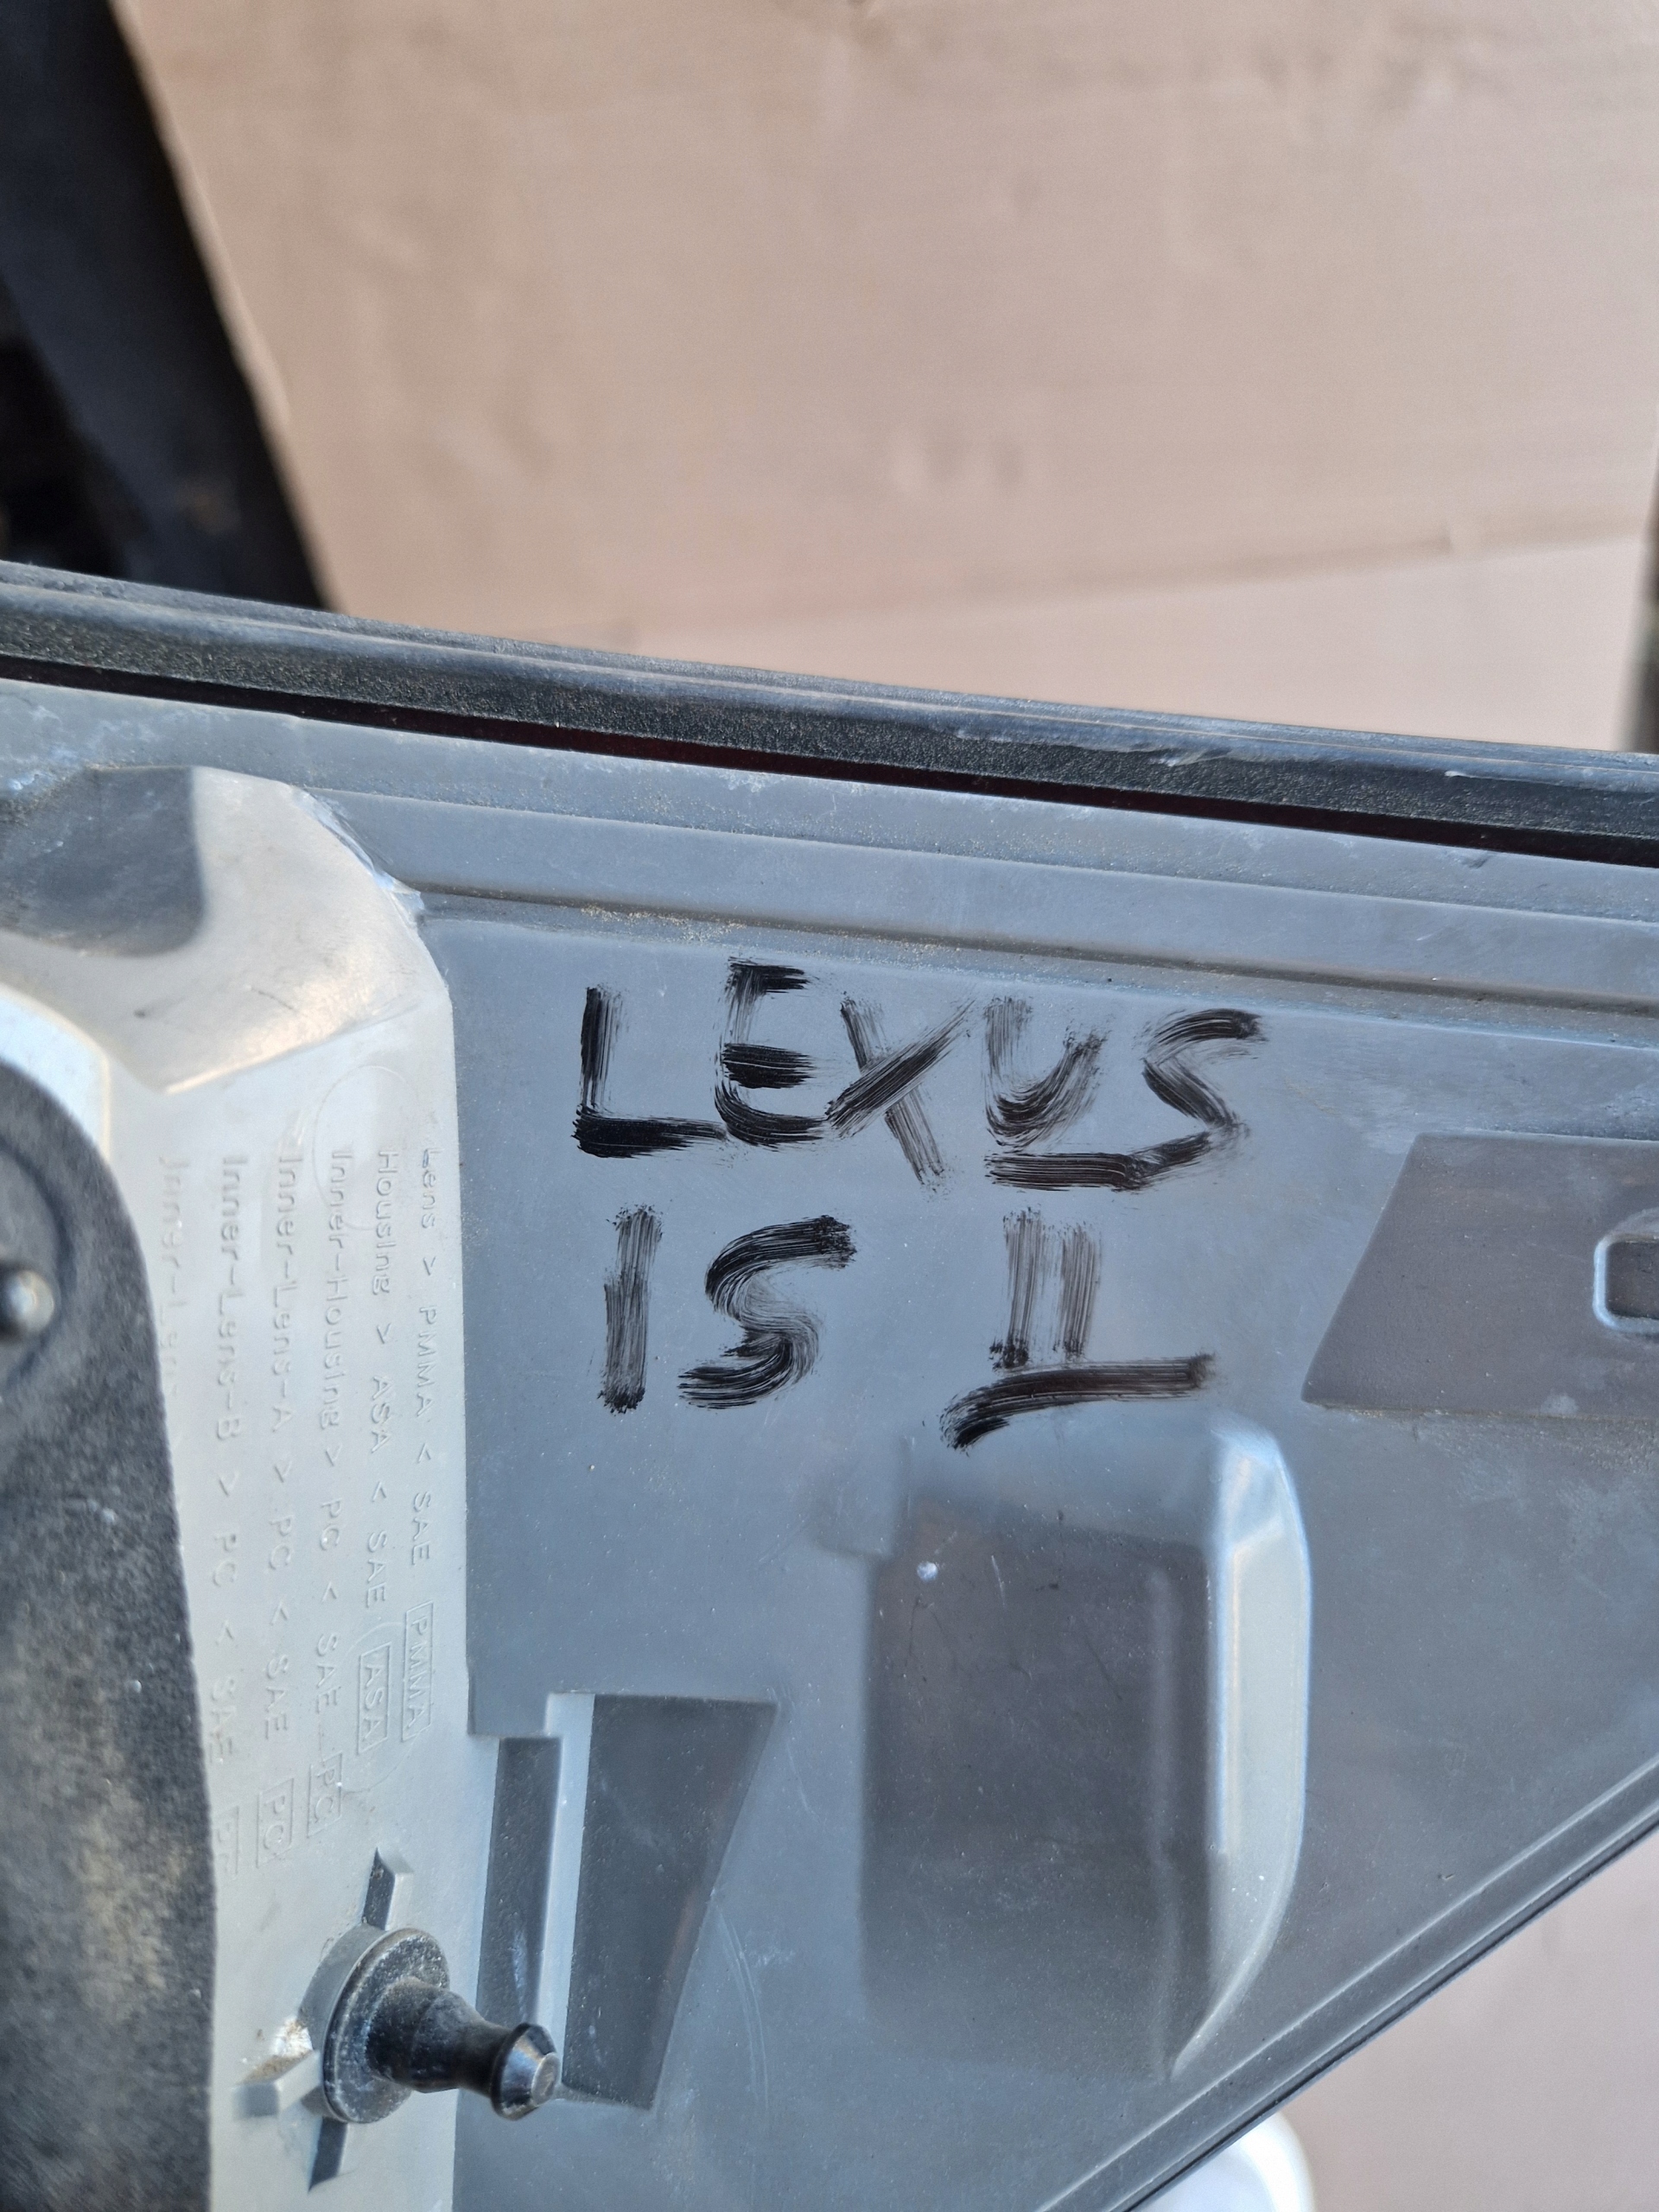 LEXUS
IS II
Lens > PMMA < SAE PMMA
Housing > ASA < SAE ASA
Inner-Housing > PC < SAE PC
Inner-Lens-A > PC < SAE PC
Inner-Lens-B > PC < SAE PC